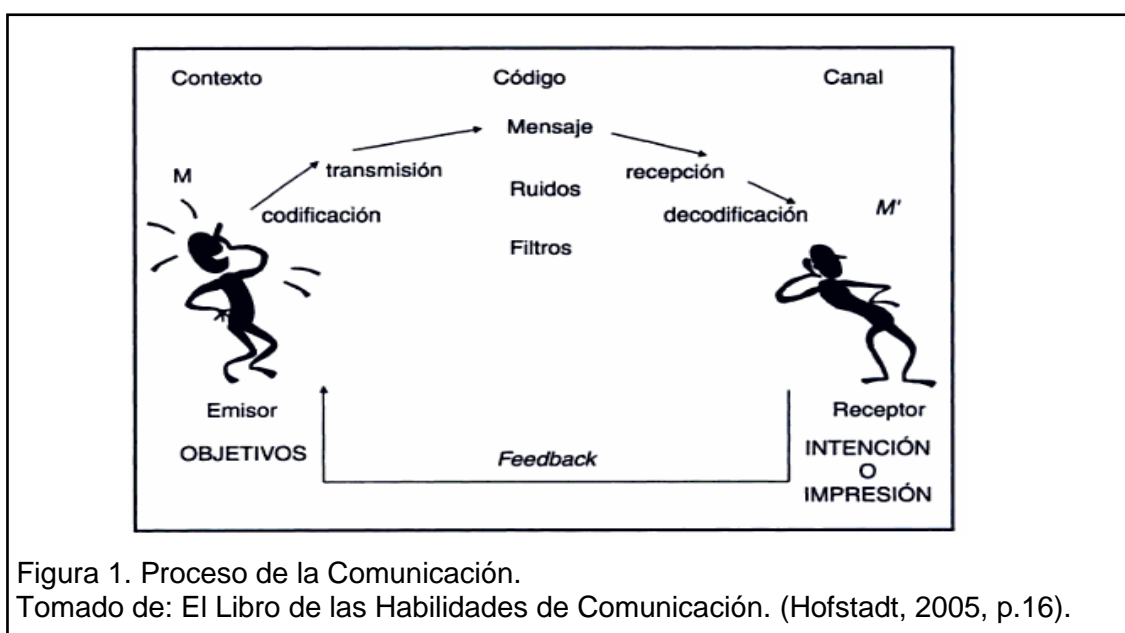 Contexto
Código
Canal
Mensaje
M
transmisión
recepción
Ruidos
codificación
decodificación
M'
Filtros
Emisor
Receptor
OBJETIVOS
Feedback
INTENCIÓN
O
IMPRESIÓN
Figura 1. Proceso de la Comunicación.
Tomado de: El Libro de las Habilidades de Comunicación. (Hofstadt, 2005, p.16).